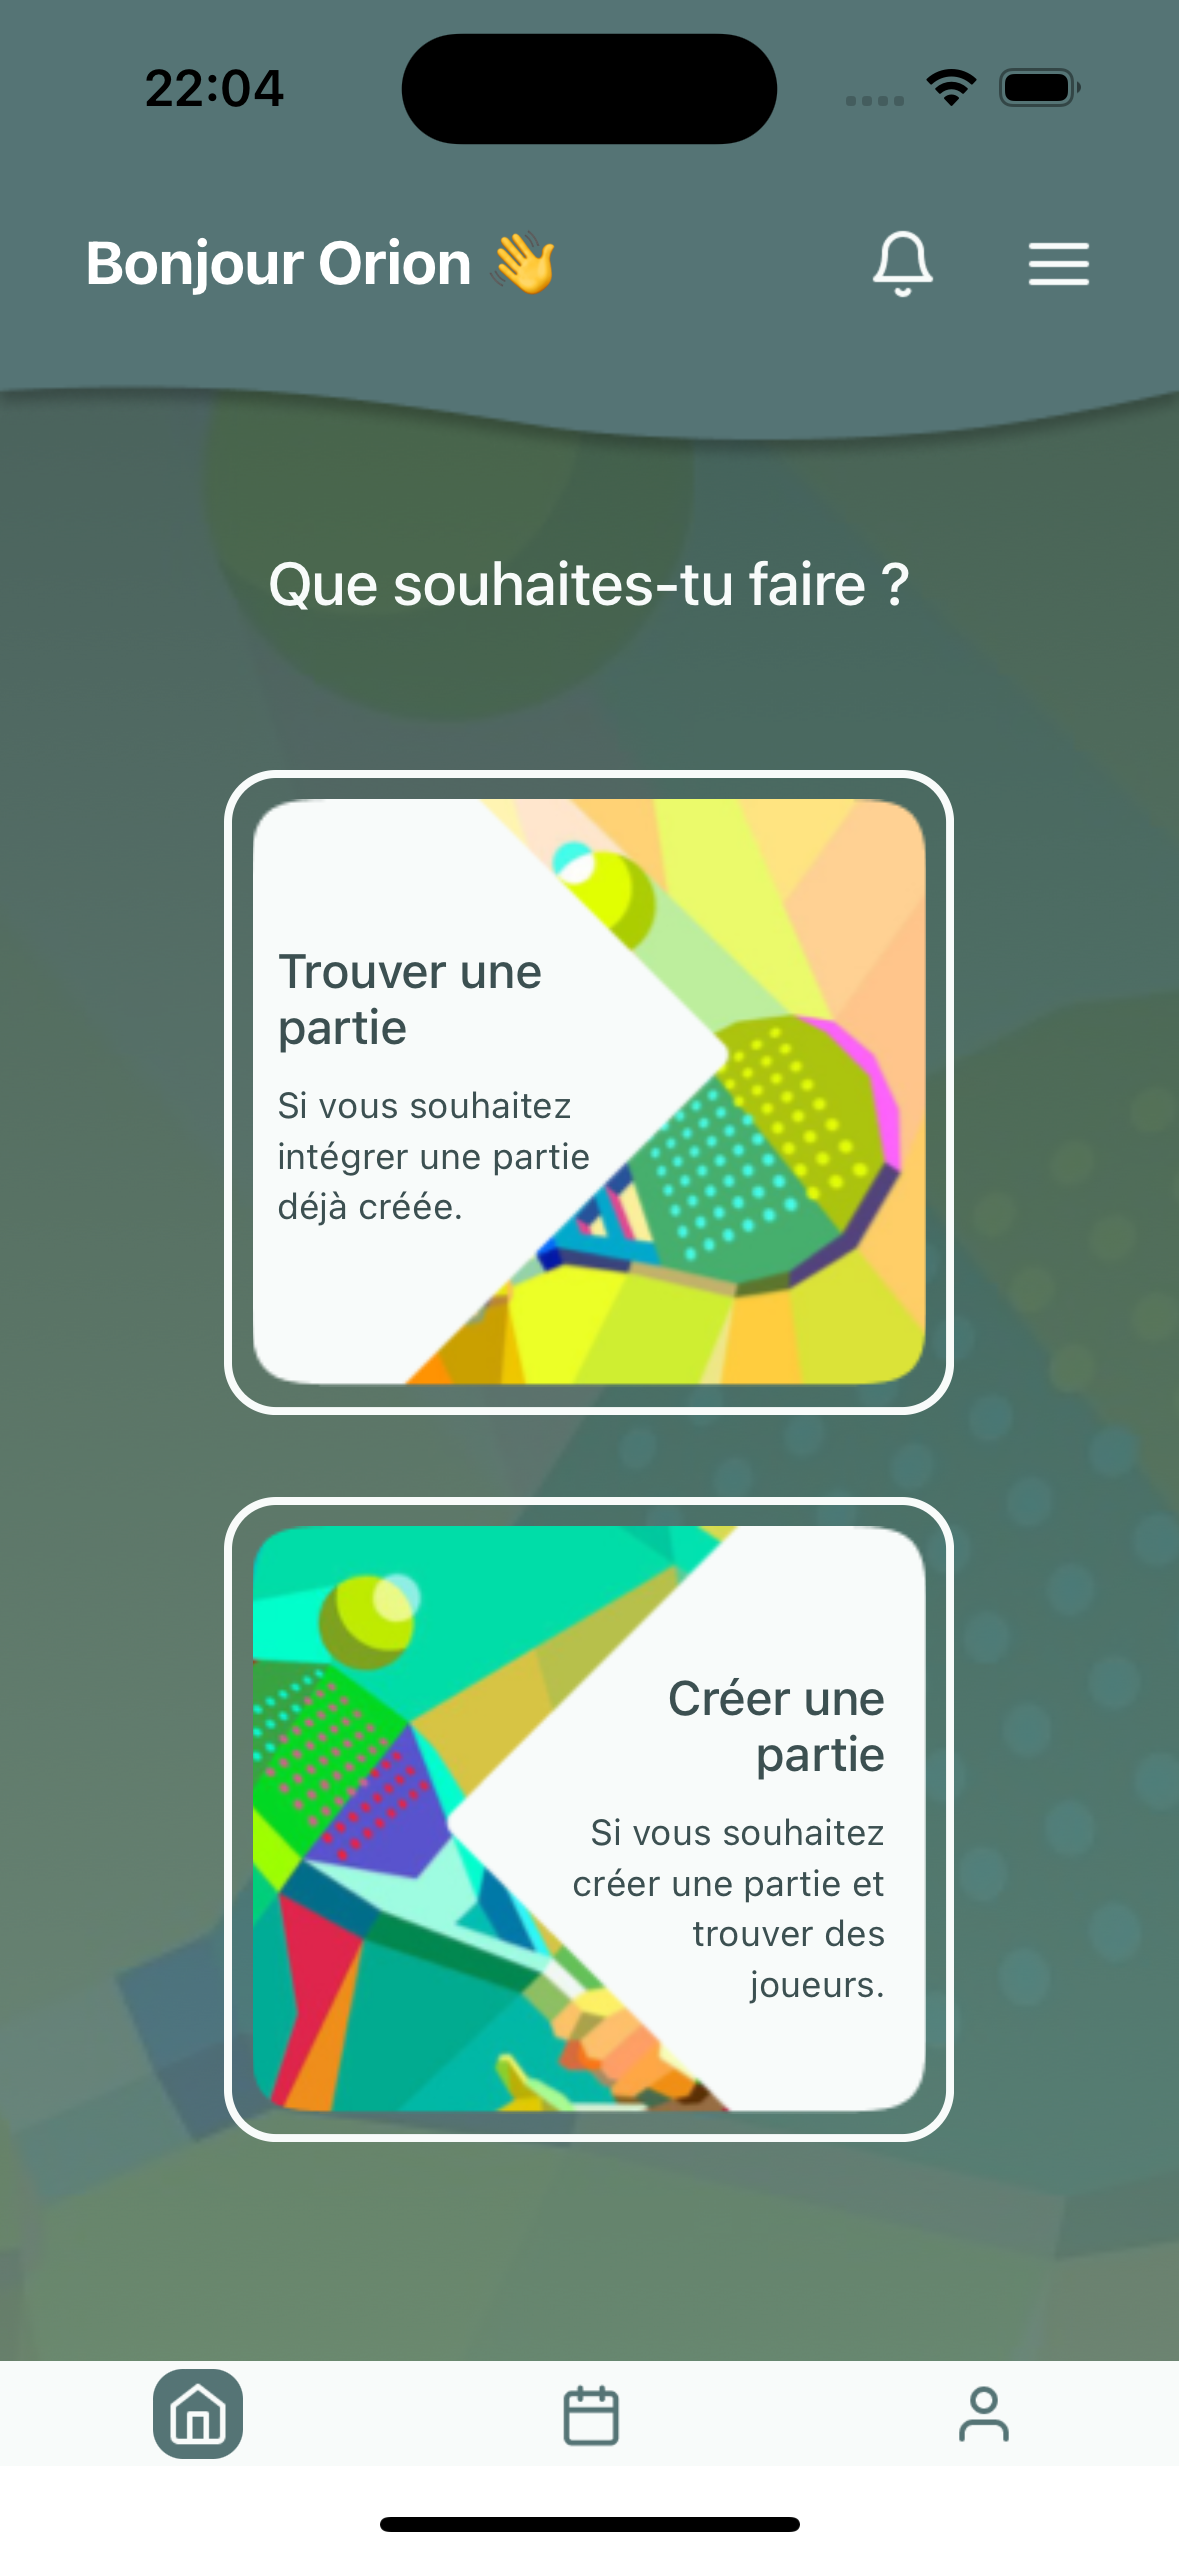 22:04
Bonjour Orion 👋
Que souhaites-tu faire ?
Trouver une
partie
Si vous souhaitez
intégrer une partie
déjà créée.
Créer une
partie
Si vous souhaitez
créer une partie et
trouver des
joueurs.